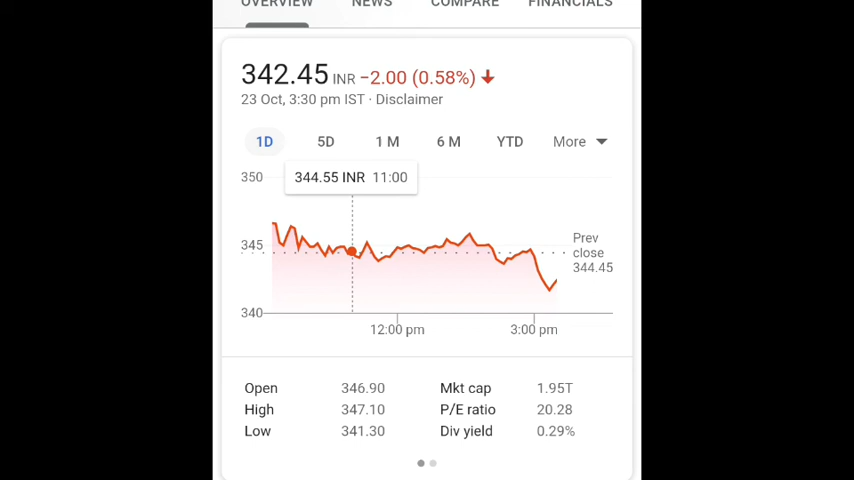 OVERVIEW NEWS COMPARE FINANCIALS
342.45 INR −2.00 (0.58%)
23 Oct, 3:30 pm IST · Disclaimer
1D 5D 1 M 6 M YTD More
344.55 INR 11:00
350
345
340
Prev
close
344.45
12:00 pm 3:00 pm
Open 346.90 Mkt cap 1.95T
High 347.10 P/E ratio 20.28
Low 341.30 Div yield 0.29%